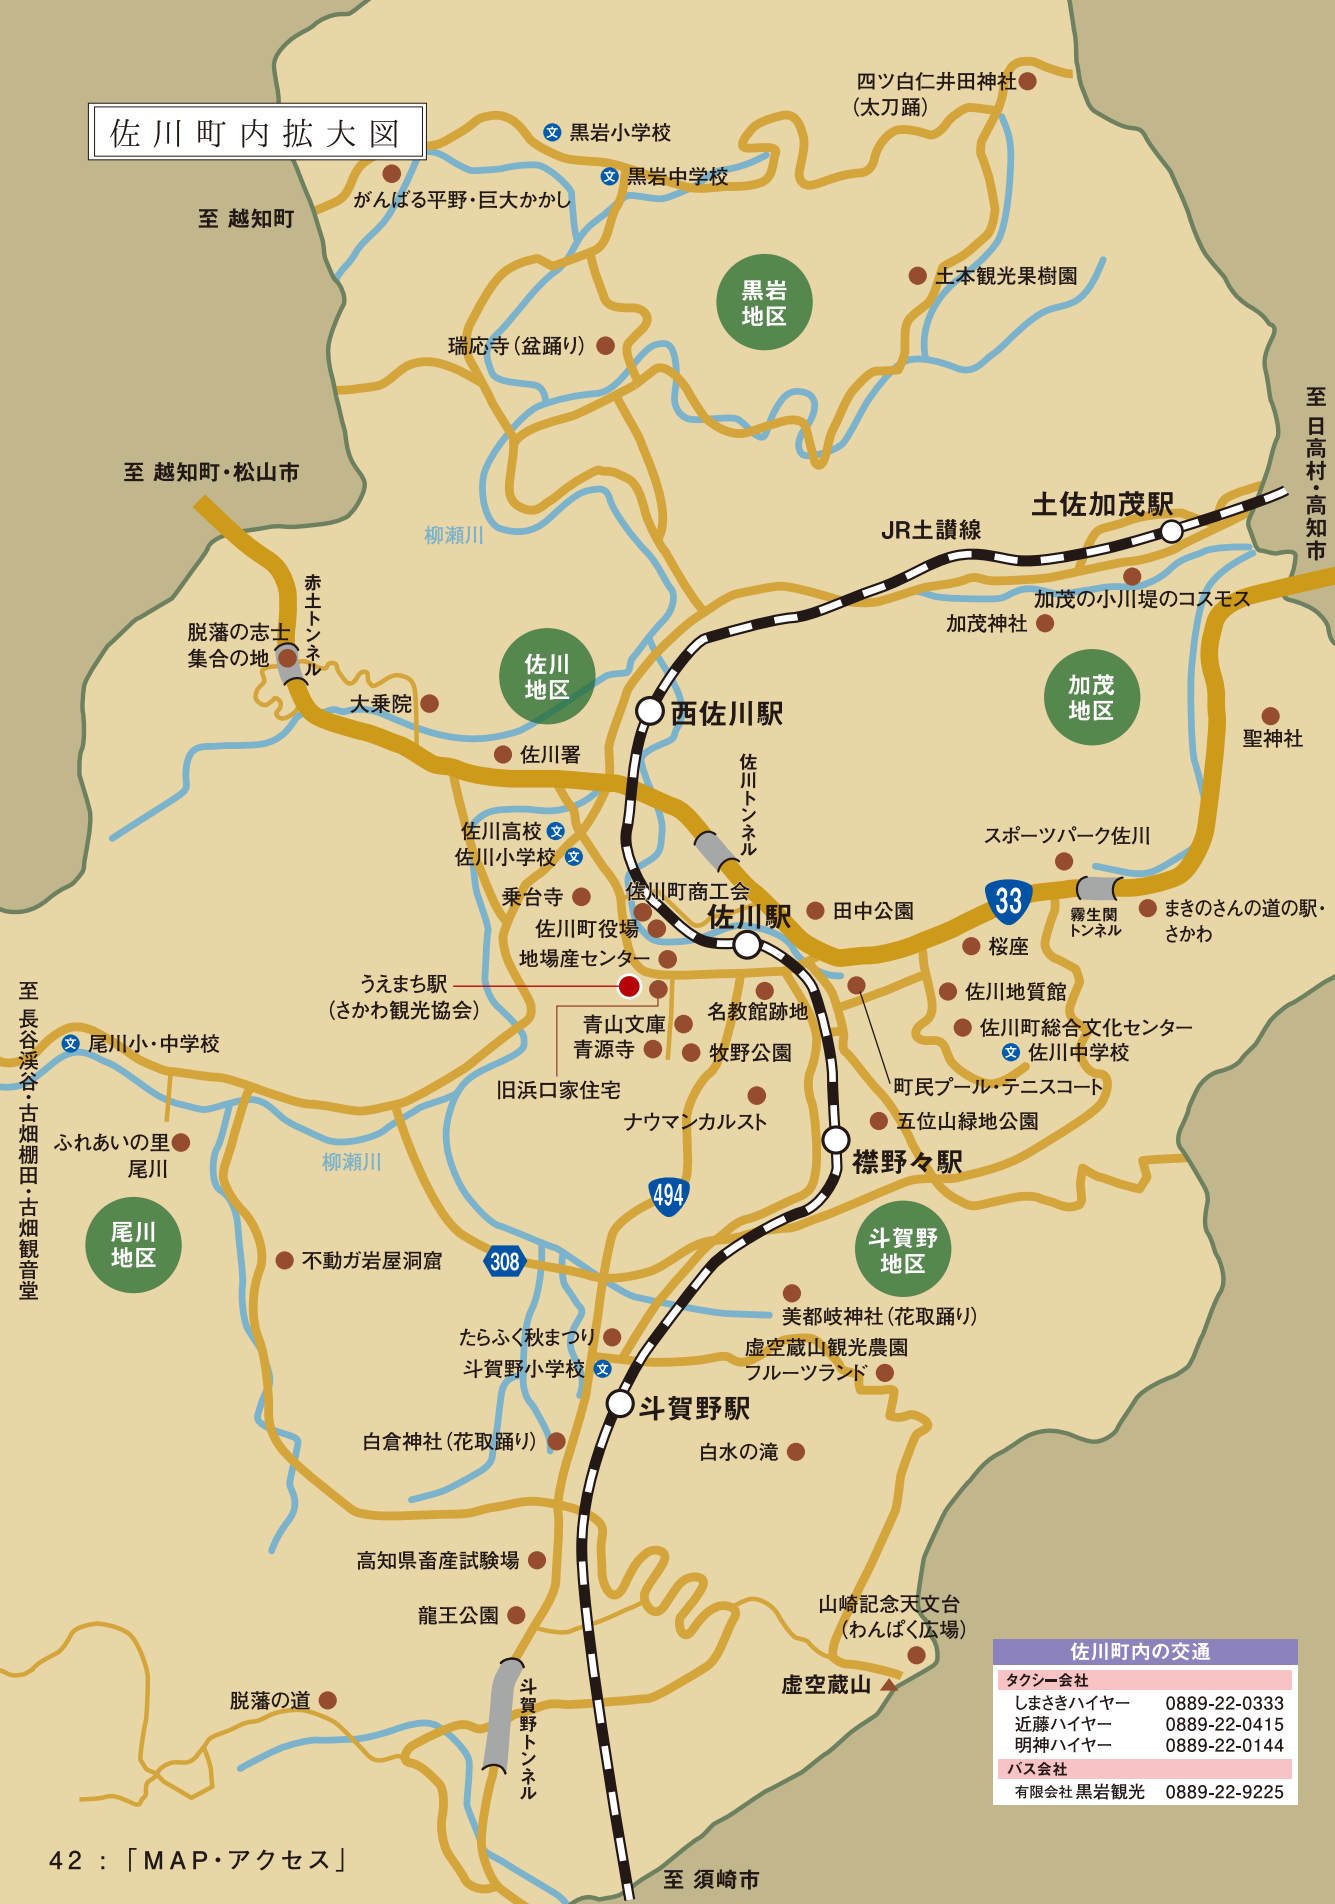 佐川町内拡大図
四ツ白仁井田神社
(太刀踊)
黒岩小学校
黒岩中学校
がんばる平野・巨大かかし
至 越知町
黒岩
地区
土本観光果樹園
瑞応寺(盆踊り)
至 日高村・高知市
至 越知町・松山市
土佐加茂駅
JR土讃線
柳瀬川
赤土トンネル
加茂の小川堤のコスモス
加茂神社
脱藩の志士
集合の地
佐川
地区
加茂
地区
大乗院
西佐川駅
聖神社
佐川署
佐川トンネル
佐川高校
佐川小学校
スポーツパーク佐川
乗台寺
佐川町商工会
佐川駅
田中公園
33
霧生関
トンネル
まきのさんの道の駅・
さかわ
佐川町役場
桜座
地場産センター
うえまち駅
(さかわ観光協会)
佐川地質館
名教館跡地
青山文庫
佐川町総合文化センター
至 長谷渓谷・古畑棚田・古畑観音堂
尾川小・中学校
青源寺
牧野公園
佐川中学校
旧浜口家住宅
町民プール・テニスコート
ナウマンカルスト
五位山緑地公園
ふれあいの里
尾川
柳瀬川
襟野々駅
494
尾川
地区
斗賀野
地区
不動ガ岩屋洞窟
308
美都岐神社(花取踊り)
たらふく秋まつり
虚空蔵山観光農園
フルーツランド
斗賀野小学校
斗賀野駅
白倉神社(花取踊り)
白水の滝
高知県畜産試験場
龍王公園
山崎記念天文台
(わんぱく広場)
虚空蔵山
脱藩の道
斗賀野トンネル
佐川町内の交通
タクシー会社
しまさきハイヤー 0889-22-0333
近藤ハイヤー 0889-22-0415
明神ハイヤー 0889-22-0144
バス会社
有限会社 黒岩観光 0889-22-9225
42 : 「MAP・アクセス」
至 須崎市
文
文
文
文
文
文
文